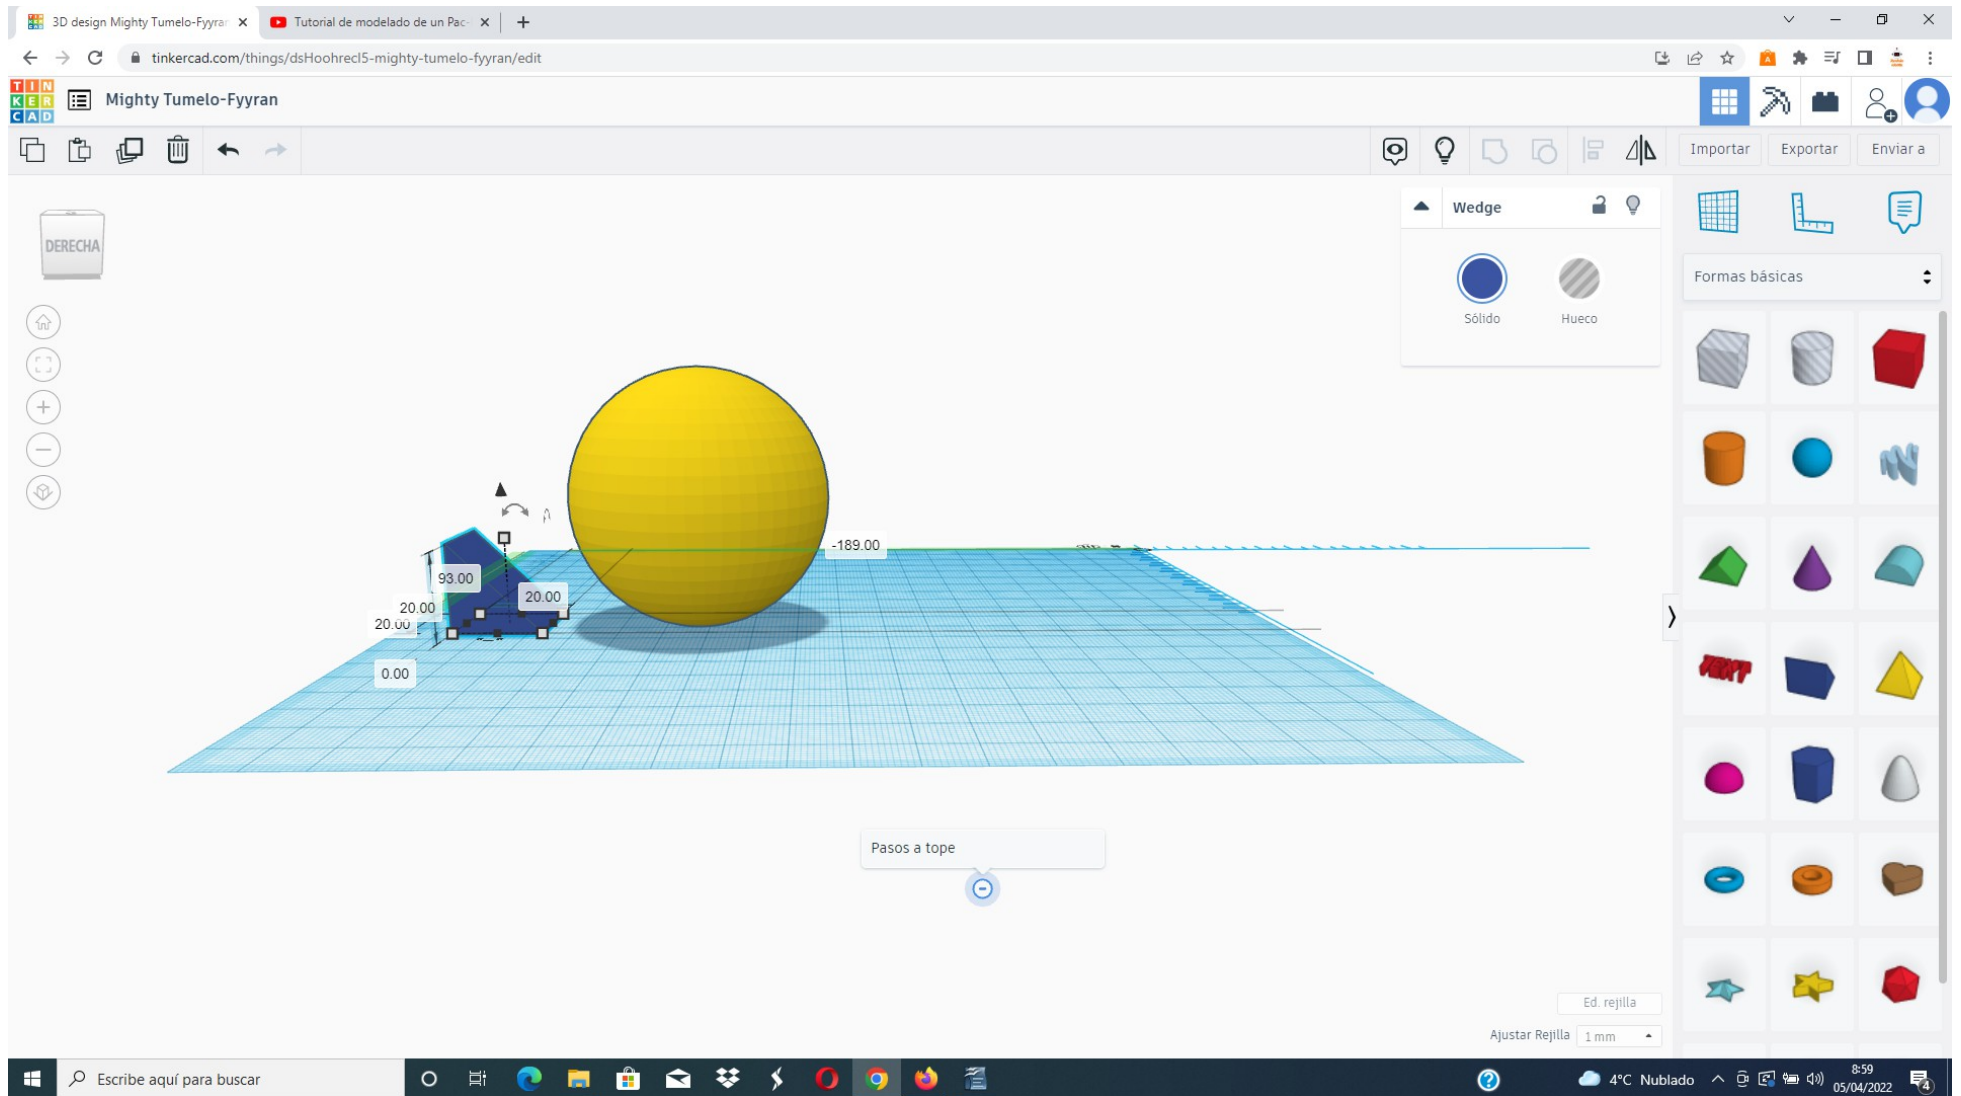 3D design Mighty Tumelo-Fyyran
Tutorial de modelado de un Pac-
tinkercad.com/things/dsHoohrecl5-mighty-tumelo-fyyran/edit
TIN
KER
CAD
Mighty Tumelo-Fyyran
Importar
Exportar
Enviar a
DERECHA
Wedge
Sólido
Hueco
Formas básicas
-189.00
93.00
20.00
20.00
20.00
0.00
TEXT
Pasos a tope
Ed. rejilla
Ajustar Rejilla
1 mm
Escribe aquí para buscar
4°C Nublado
8:59
05/04/2022
4